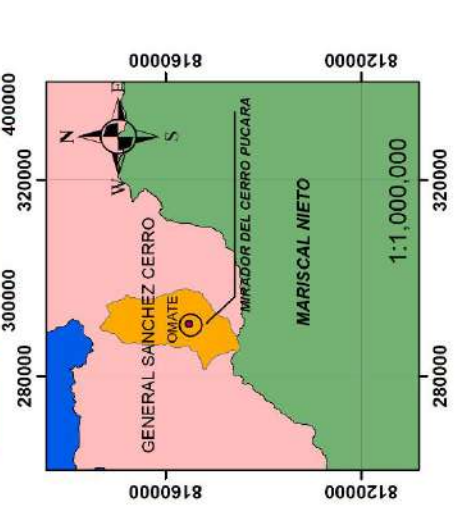 300000 400000
280000 320000
N
W E
S
8160000 8160000
GENERAL SANCHEZ CERRO
OMATE
MIRADOR DEL CERRO PUCARA
MARISCAL NIETO
8120000 8120000
1:1,000,000
280000 320000